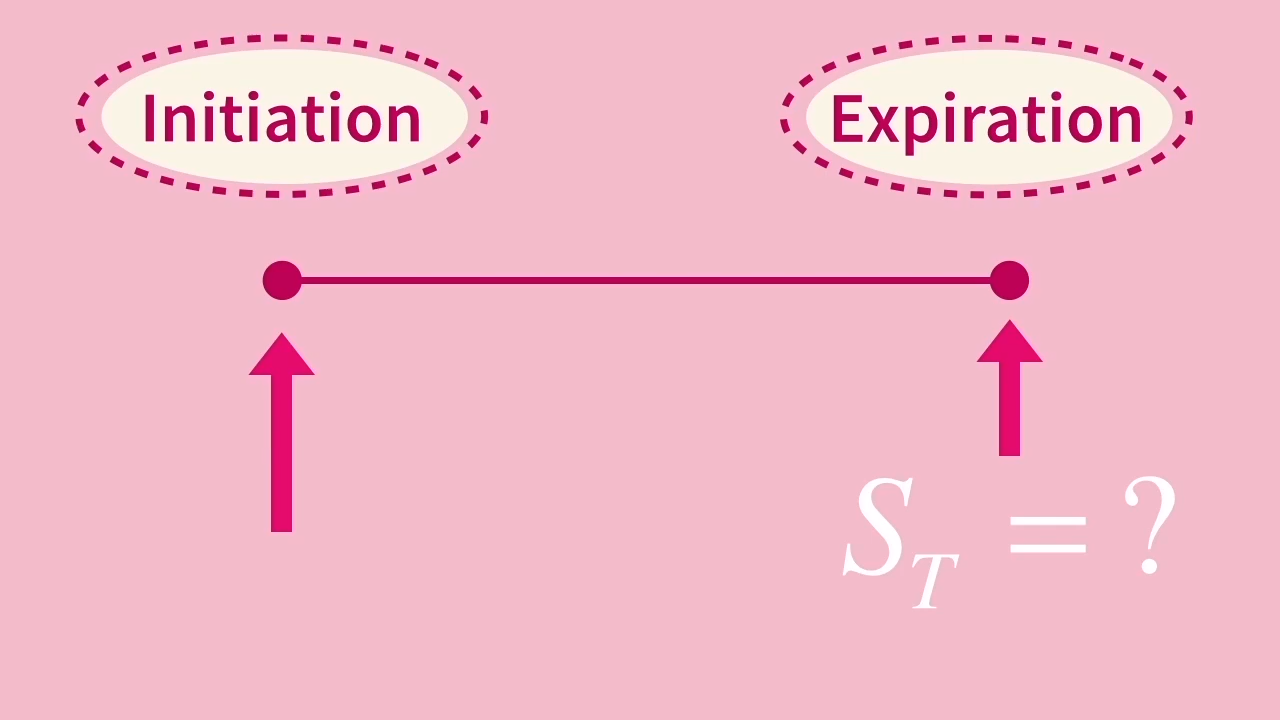 Initiation
Expiration
S_T = ?